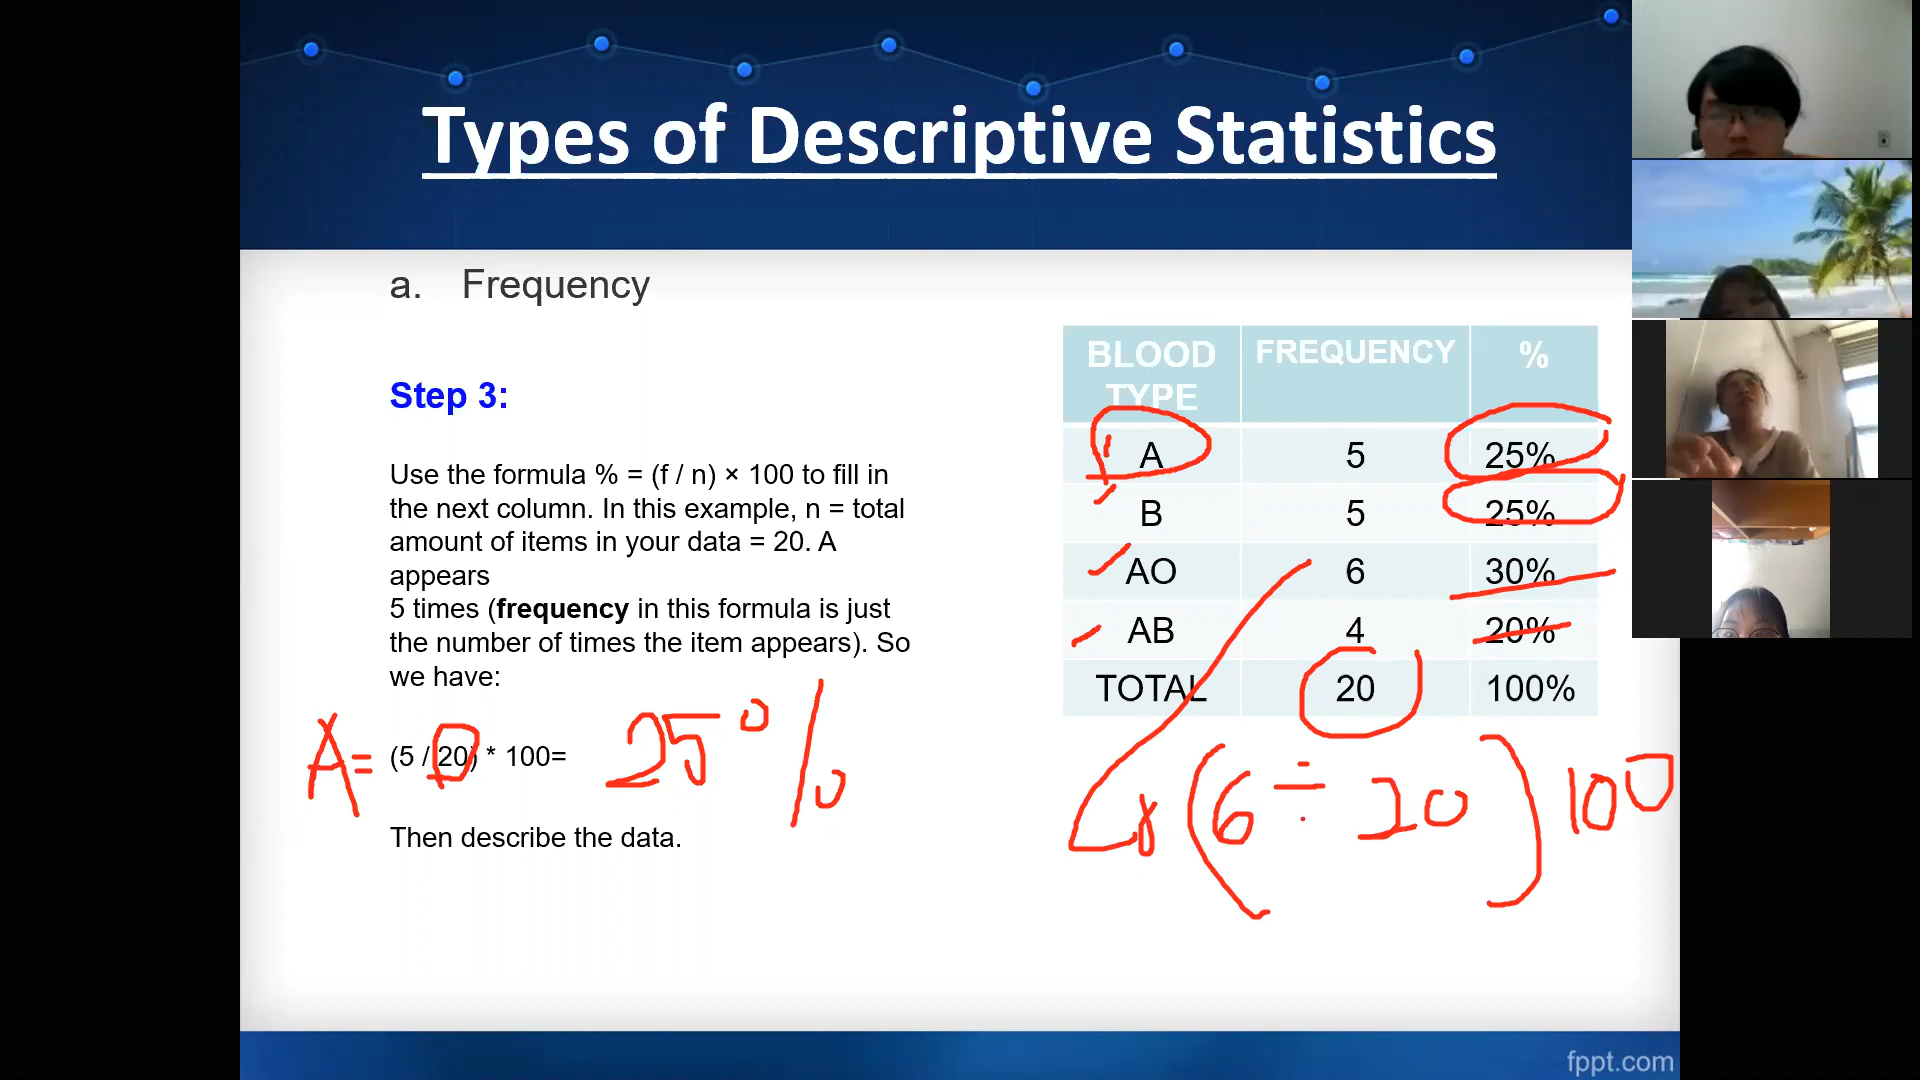 Types of Descriptive Statistics
a. Frequency
Step 3:
Use the formula % = (f / n) × 100 to fill in
the next column. In this example, n = total
amount of items in your data = 20. A
appears
5 times (frequency in this formula is just
the number of times the item appears). So
we have:
A= (5 / 20) * 100= 25%
Then describe the data.
BLOOD TYPE FREQUENCY %
A 5 25%
B 5 25%
AO 6 30%
AB 4 20%
TOTAL 20 100%
(6 ÷ 20) 100
fppt.com